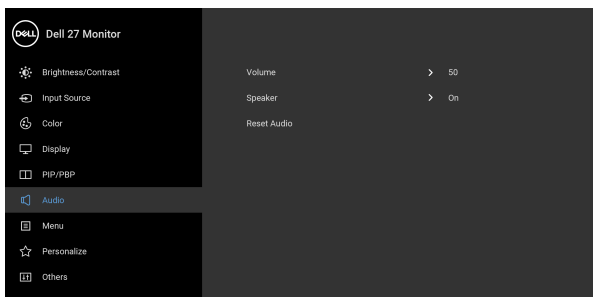 DELL Dell 27 Monitor
Brightness/Contrast
Input Source
Color
Display
PIP/PBP
Audio
Menu
Personalize
Others
Volume > 50
Speaker > On
Reset Audio